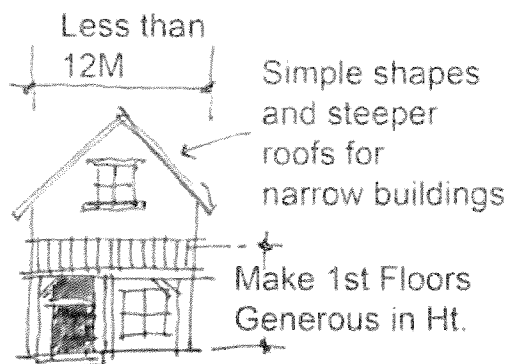 Less than
12M
Simple shapes
and steeper
roofs for
narrow buildings
Make 1st Floors
Generous in Ht.